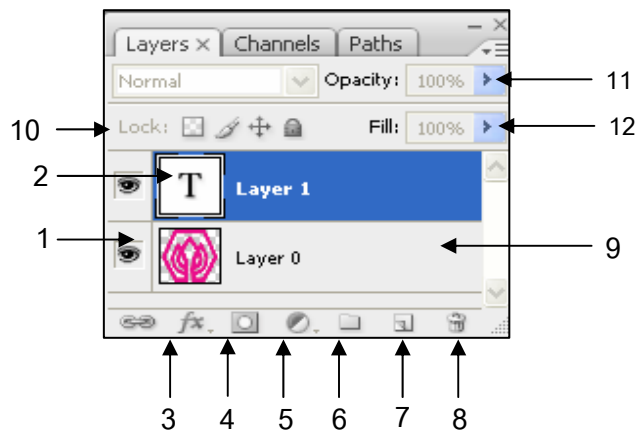 Layers × Channels Paths
Normal Opacity: 100% 11
10 Lock: Fill: 100% 12
2 T Layer 1
1 Layer 0 9
fx.
3 4 5 6 7 8